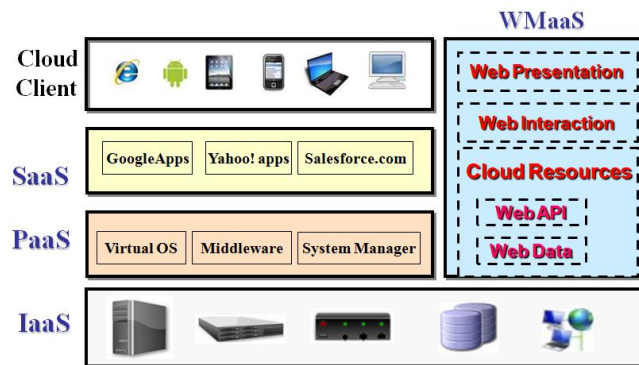 WMaaS
Cloud
Client
Web Presentation
Web Interaction
SaaS
GoogleApps
Yahoo! apps
Salesforce.com
Cloud Resources
Web API
Web Data
PaaS
Virtual OS
Middleware
System Manager
IaaS